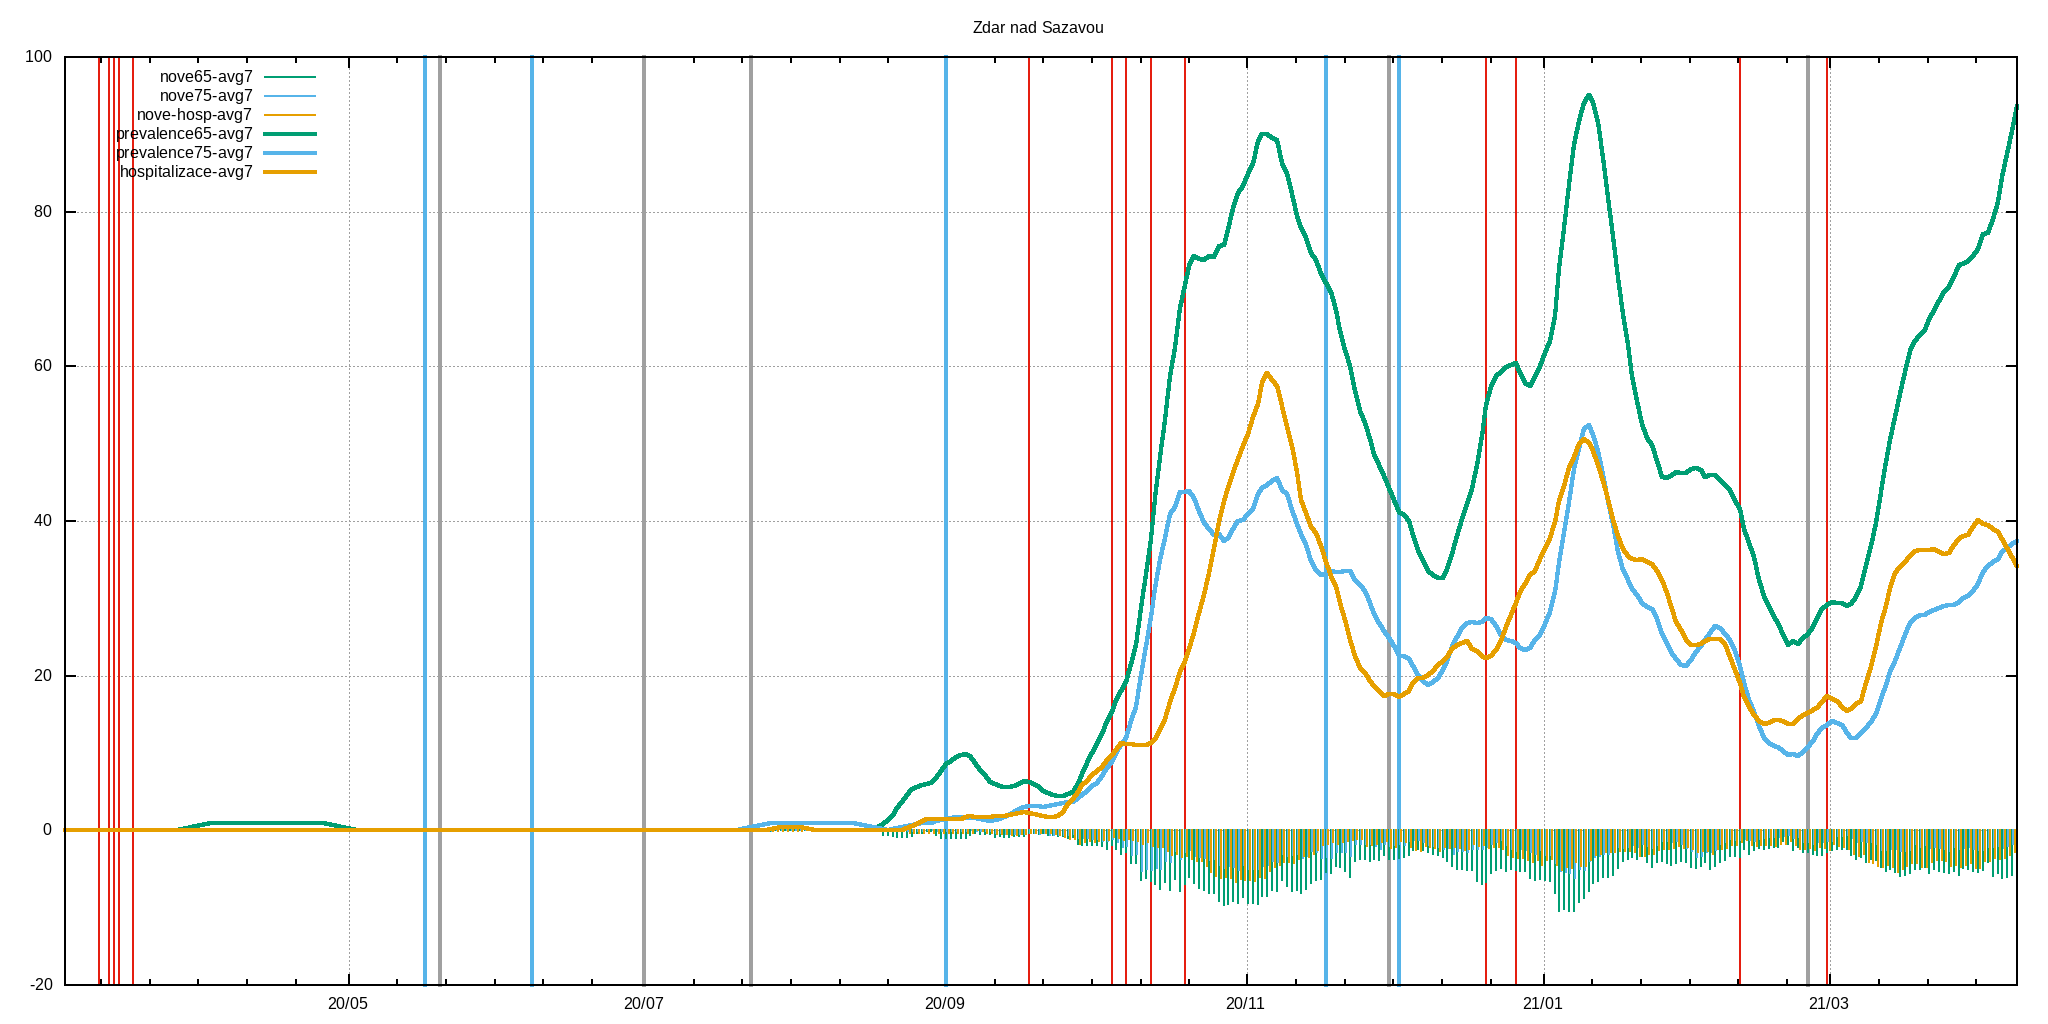 Zdar nad Sazavou
100
80
60
40
20
0
-20
nove65-avg7
nove75-avg7
nove-hosp-avg7
prevalence65-avg7
prevalence75-avg7
hospitalizace-avg7
20/05
20/07
20/09
20/11
21/01
21/03